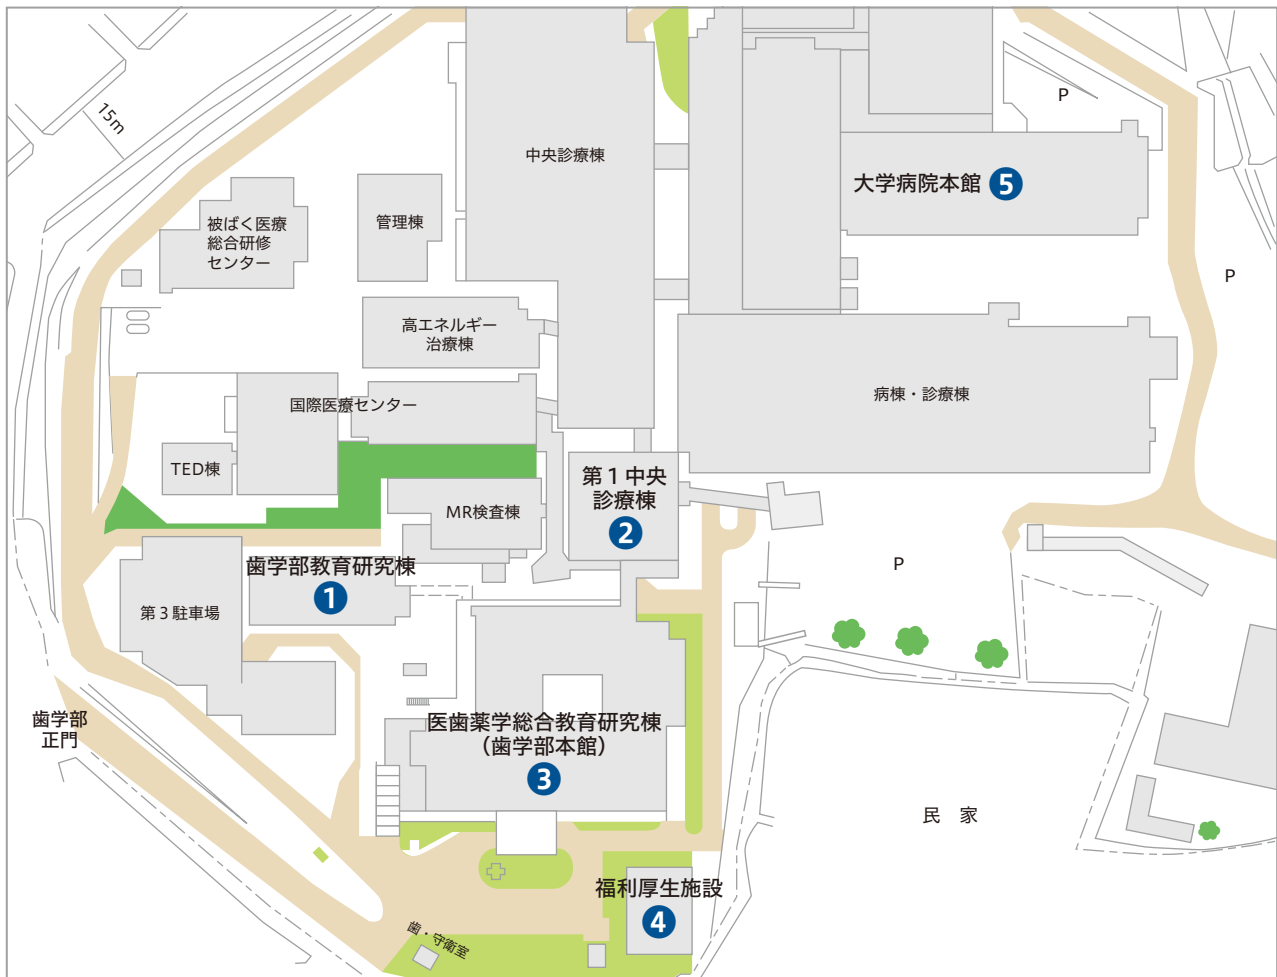 15m
P
中央診療棟
大学病院本館 5
被ばく医療
総合研修
センター
管理棟
P
高エネルギー
治療棟
国際医療センター
病棟・診療棟
TED棟
第1中央
診療棟
2
MR検査棟
歯学部教育研究棟
1
P
第3駐車場
歯学部
正門
医歯薬学総合教育研究棟
(歯学部本館)
3
民 家
福利厚生施設
4
歯・守衛室